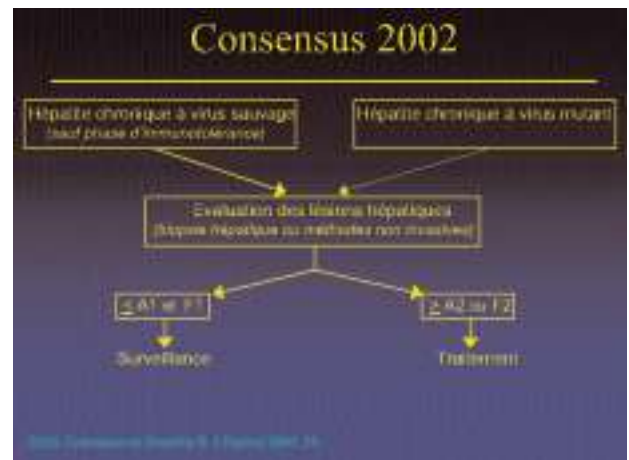 Consensus 2002
Hépatite chronique à virus sauvage
(sauf phase d'immunotolérance)
Hépatite chronique à virus mutant
Evaluation des lésions hépatiques
(biopsie hépatique ou méthodes non invasives)
≤ A1 et F1
≥ A2 ou F2
Surveillance
Traitement